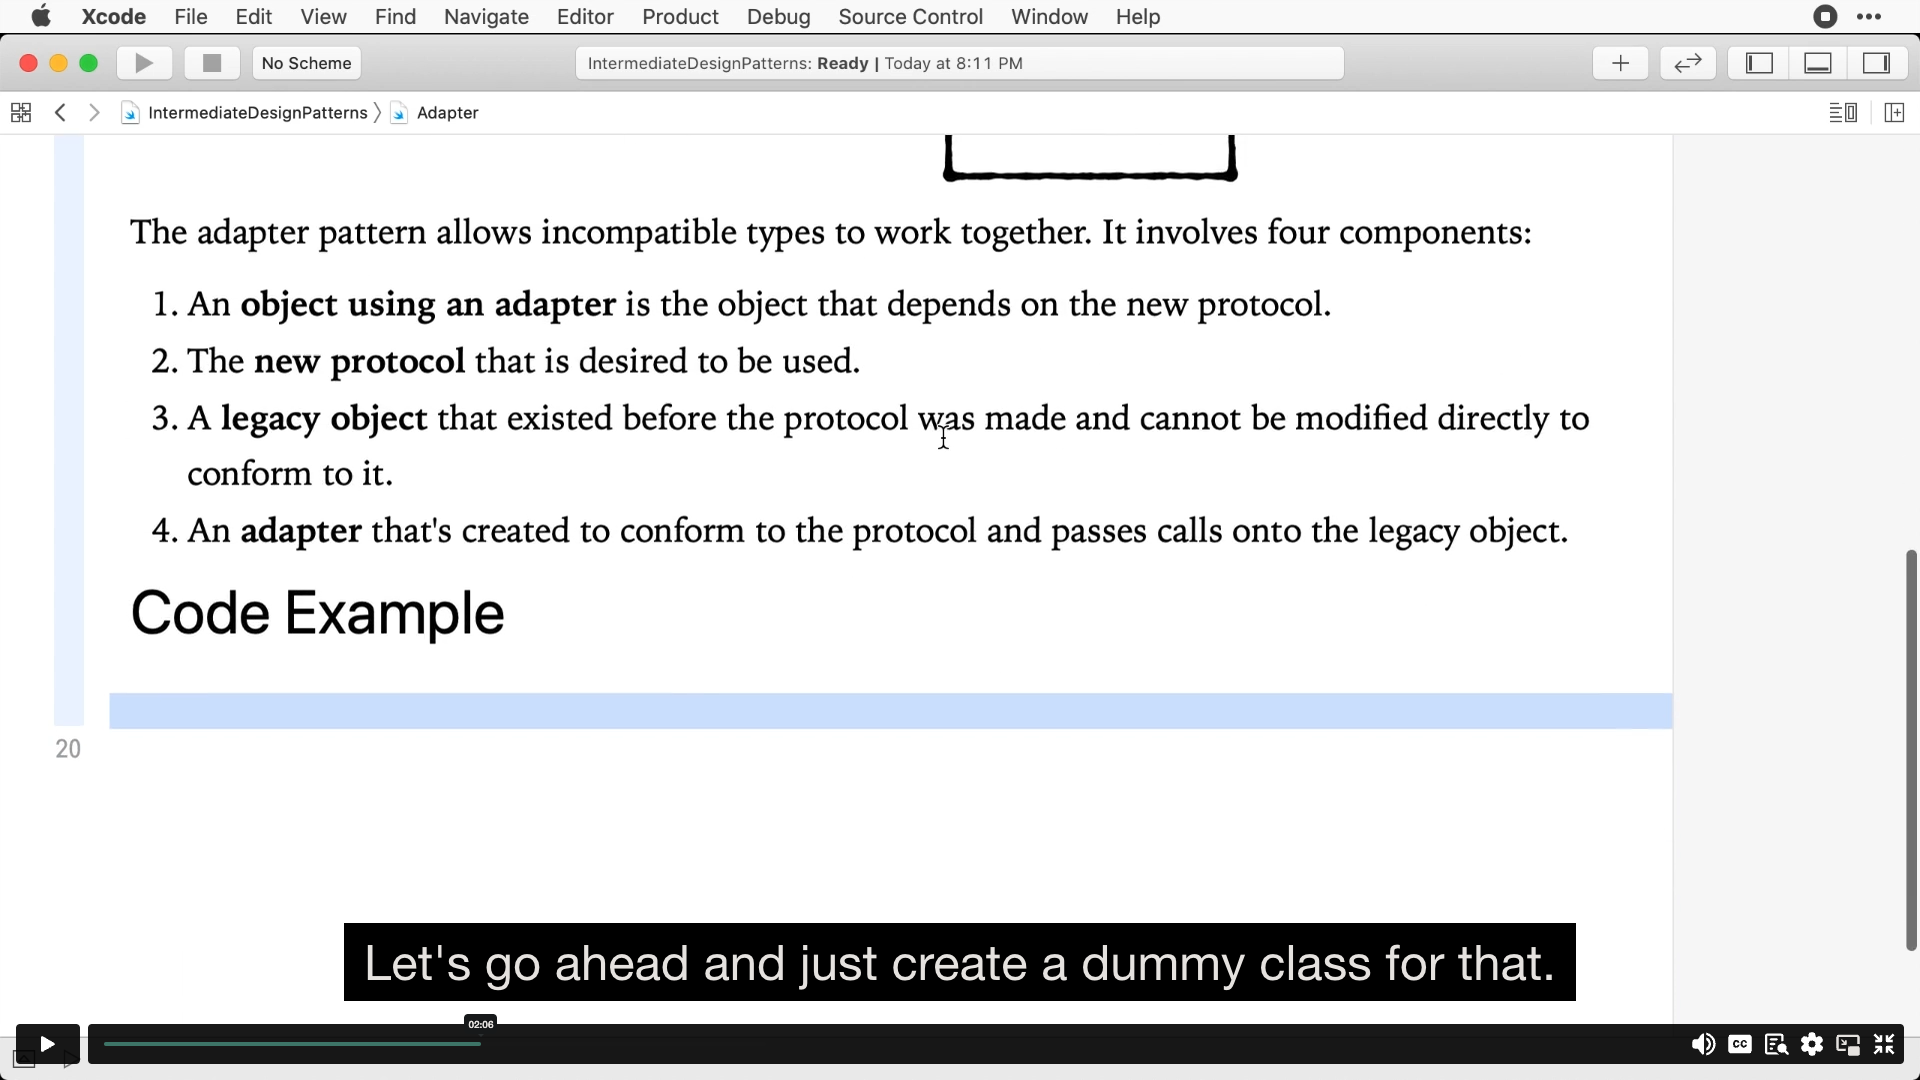 Xcode File Edit View Find Navigate Editor Product Debug Source Control Window Help
No Scheme
IntermediateDesignPatterns: Ready | Today at 8:11 PM
IntermediateDesignPatterns Adapter
The adapter pattern allows incompatible types to work together. It involves four components:
1. An object using an adapter is the object that depends on the new protocol.
2. The new protocol that is desired to be used.
3. A legacy object that existed before the protocol was made and cannot be modified directly to
conform to it.
4. An adapter that's created to conform to the protocol and passes calls onto the legacy object.
Code Example
20
Let's go ahead and just create a dummy class for that.
02:06
CC